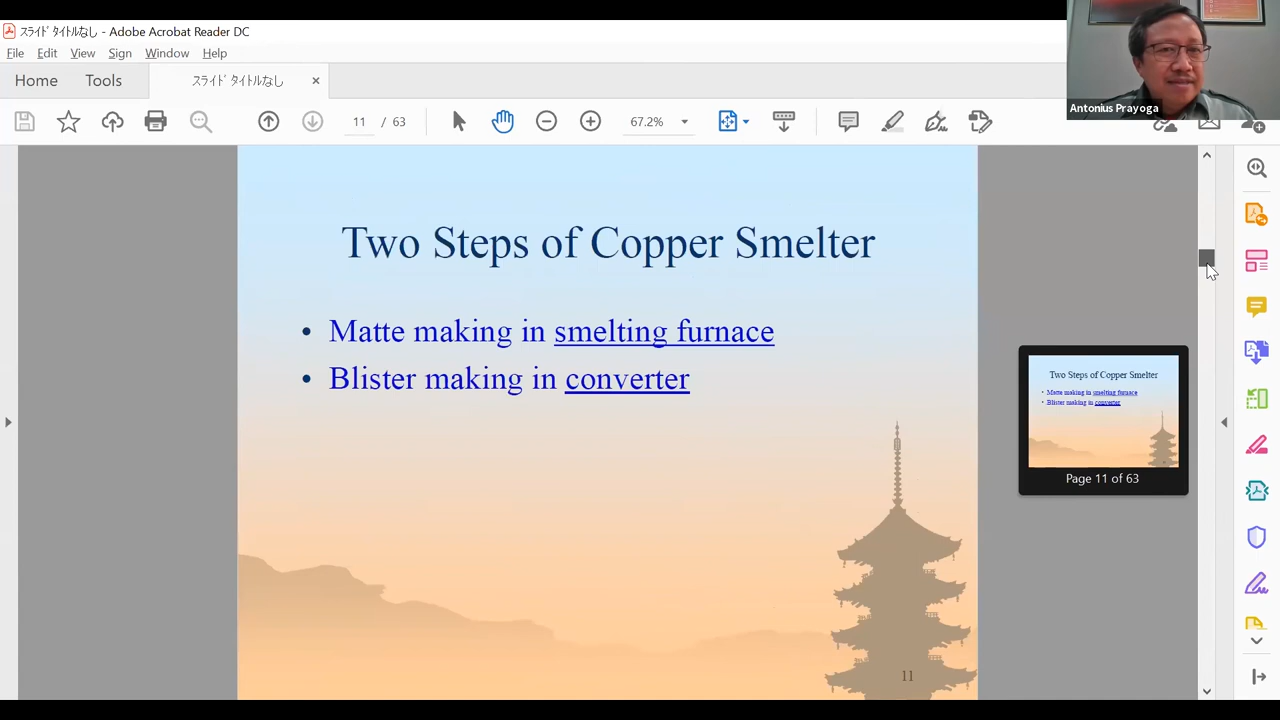 スライド タイトルなし - Adobe Acrobat Reader DC
File Edit View Sign Window Help
Home Tools スライド タイトルなし ×
11 / 63 67.2%
Antonius Prayoga
Two Steps of Copper Smelter
• Matte making in smelting furnace
• Blister making in converter
11
Two Steps of Copper Smelter
• Matte making in smelting furnace
• Blister making in converter
Page 11 of 63